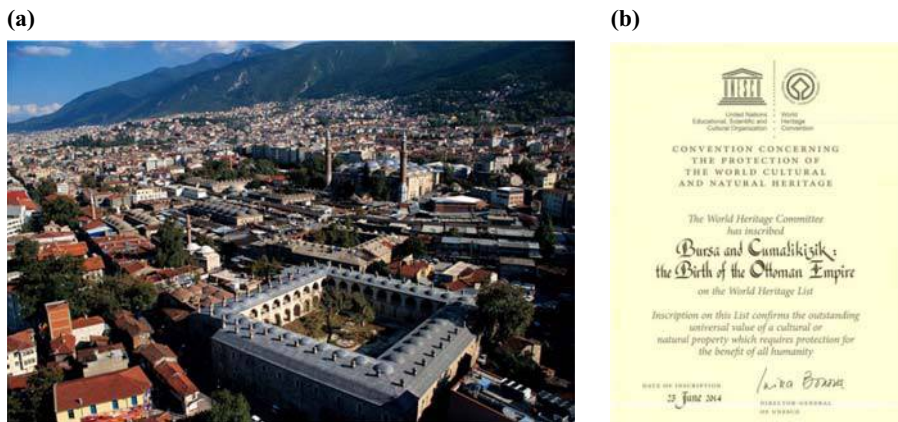 (a)
(b)
United Nations
Educational, Scientific and
Cultural Organization
World
Heritage
Convention
CONVENTION CONCERNING
THE PROTECTION OF
THE WORLD CULTURAL
AND NATURAL HERITAGE
The World Heritage Committee
has inscribed
Bursa and Cumalıkızık:
the Birth of the Ottoman Empire
on the World Heritage List
Inscription on this List confirms the outstanding
universal value of a cultural or
natural property which requires protection for
the benefit of all humanity
DATE OF INSCRIPTION
23 June 2014
DIRECTOR-GENERAL
OF UNESCO